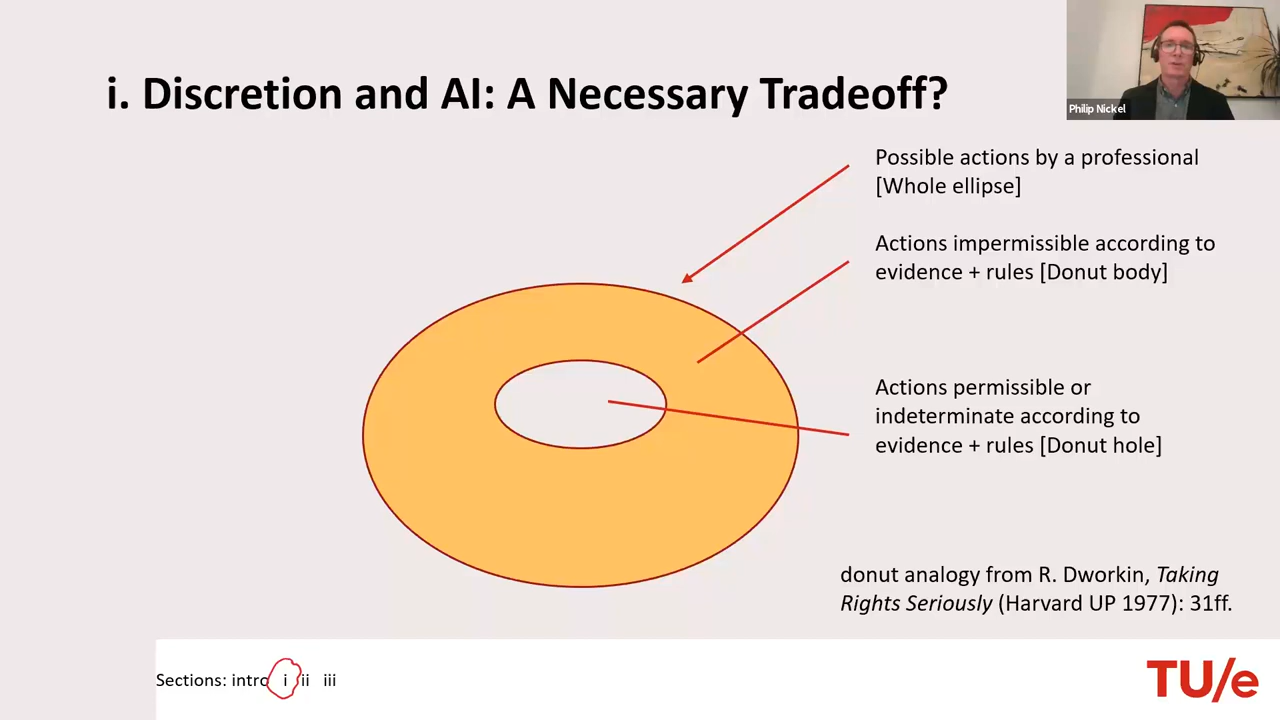 i. Discretion and AI: A Necessary Tradeoff?
Philip Nickel
Possible actions by a professional
[Whole ellipse]
Actions impermissible according to
evidence + rules [Donut body]
Actions permissible or
indeterminate according to
evidence + rules [Donut hole]
donut analogy from R. Dworkin, Taking
Rights Seriously (Harvard UP 1977): 31ff.
Sections: intro i ii iii
TU/e